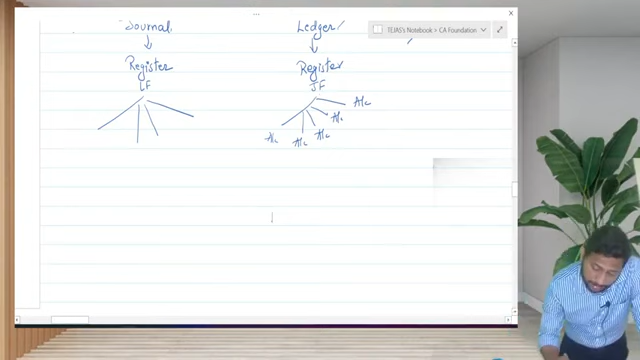 Journal
Ledger
TEJAS's Notebook > CA Foundation
Register
Register
LF
JF
A/c
A/c
A/c
A/c
A/c